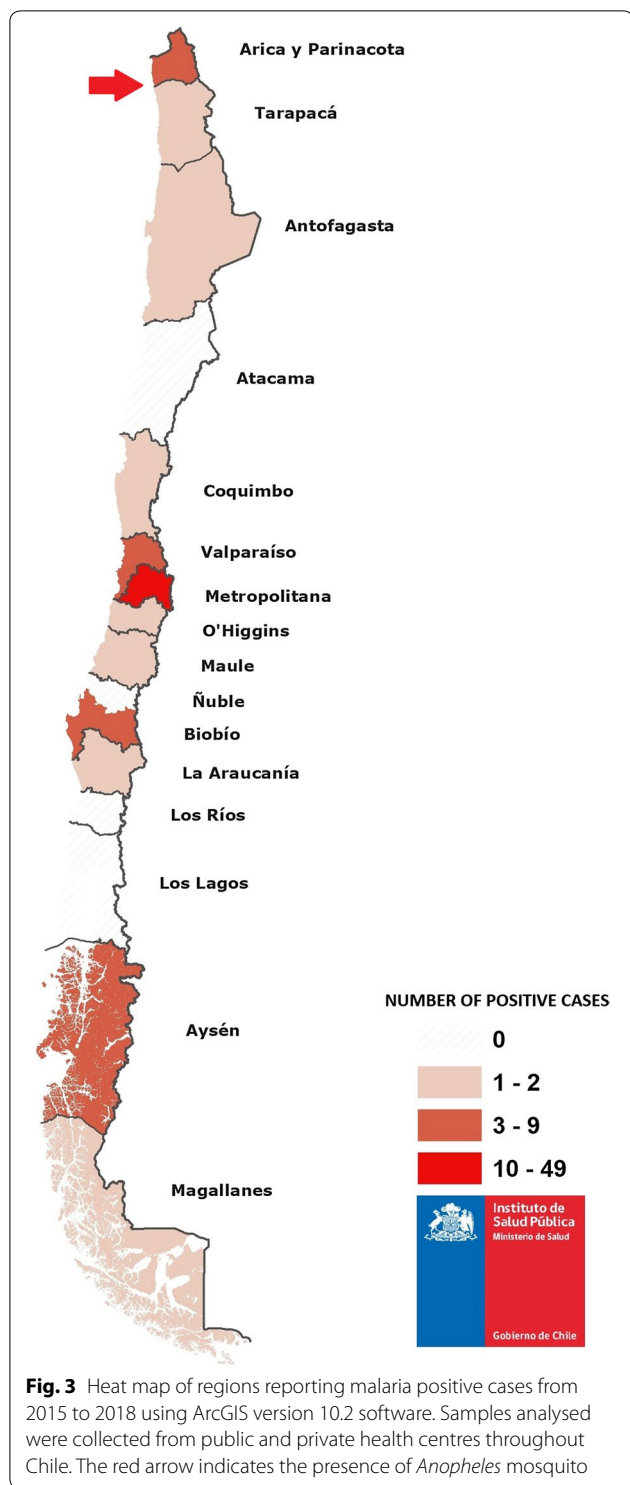 Arica y Parinacota
Tarapacá
Antofagasta
Atacama
Coquimbo
Valparaíso
Metropolitana
O'Higgins
Maule
Ñuble
Biobío
La Araucanía
Los Ríos
Los Lagos
Aysén
Magallanes
NUMBER OF POSITIVE CASES
0
1 - 2
3 - 9
10 - 49
Instituto de
Salud Pública
Ministerio de Salud
Gobierno de Chile
Fig. 3 Heat map of regions reporting malaria positive cases from
2015 to 2018 using ArcGIS version 10.2 software. Samples analysed
were collected from public and private health centres throughout
Chile. The red arrow indicates the presence of Anopheles mosquito